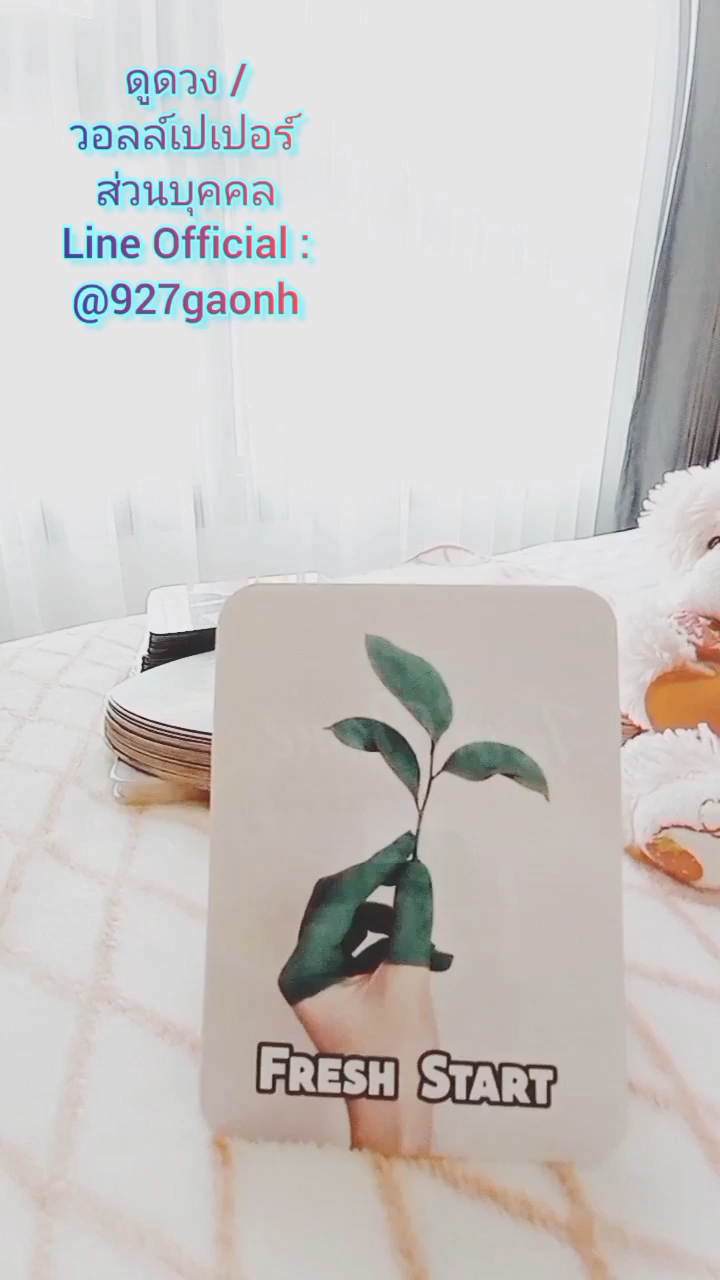 ดูดวง /
วอลล์เปเปอร์
ส่วนบุคคล
Line Official :
@927gaonh
FRESH START